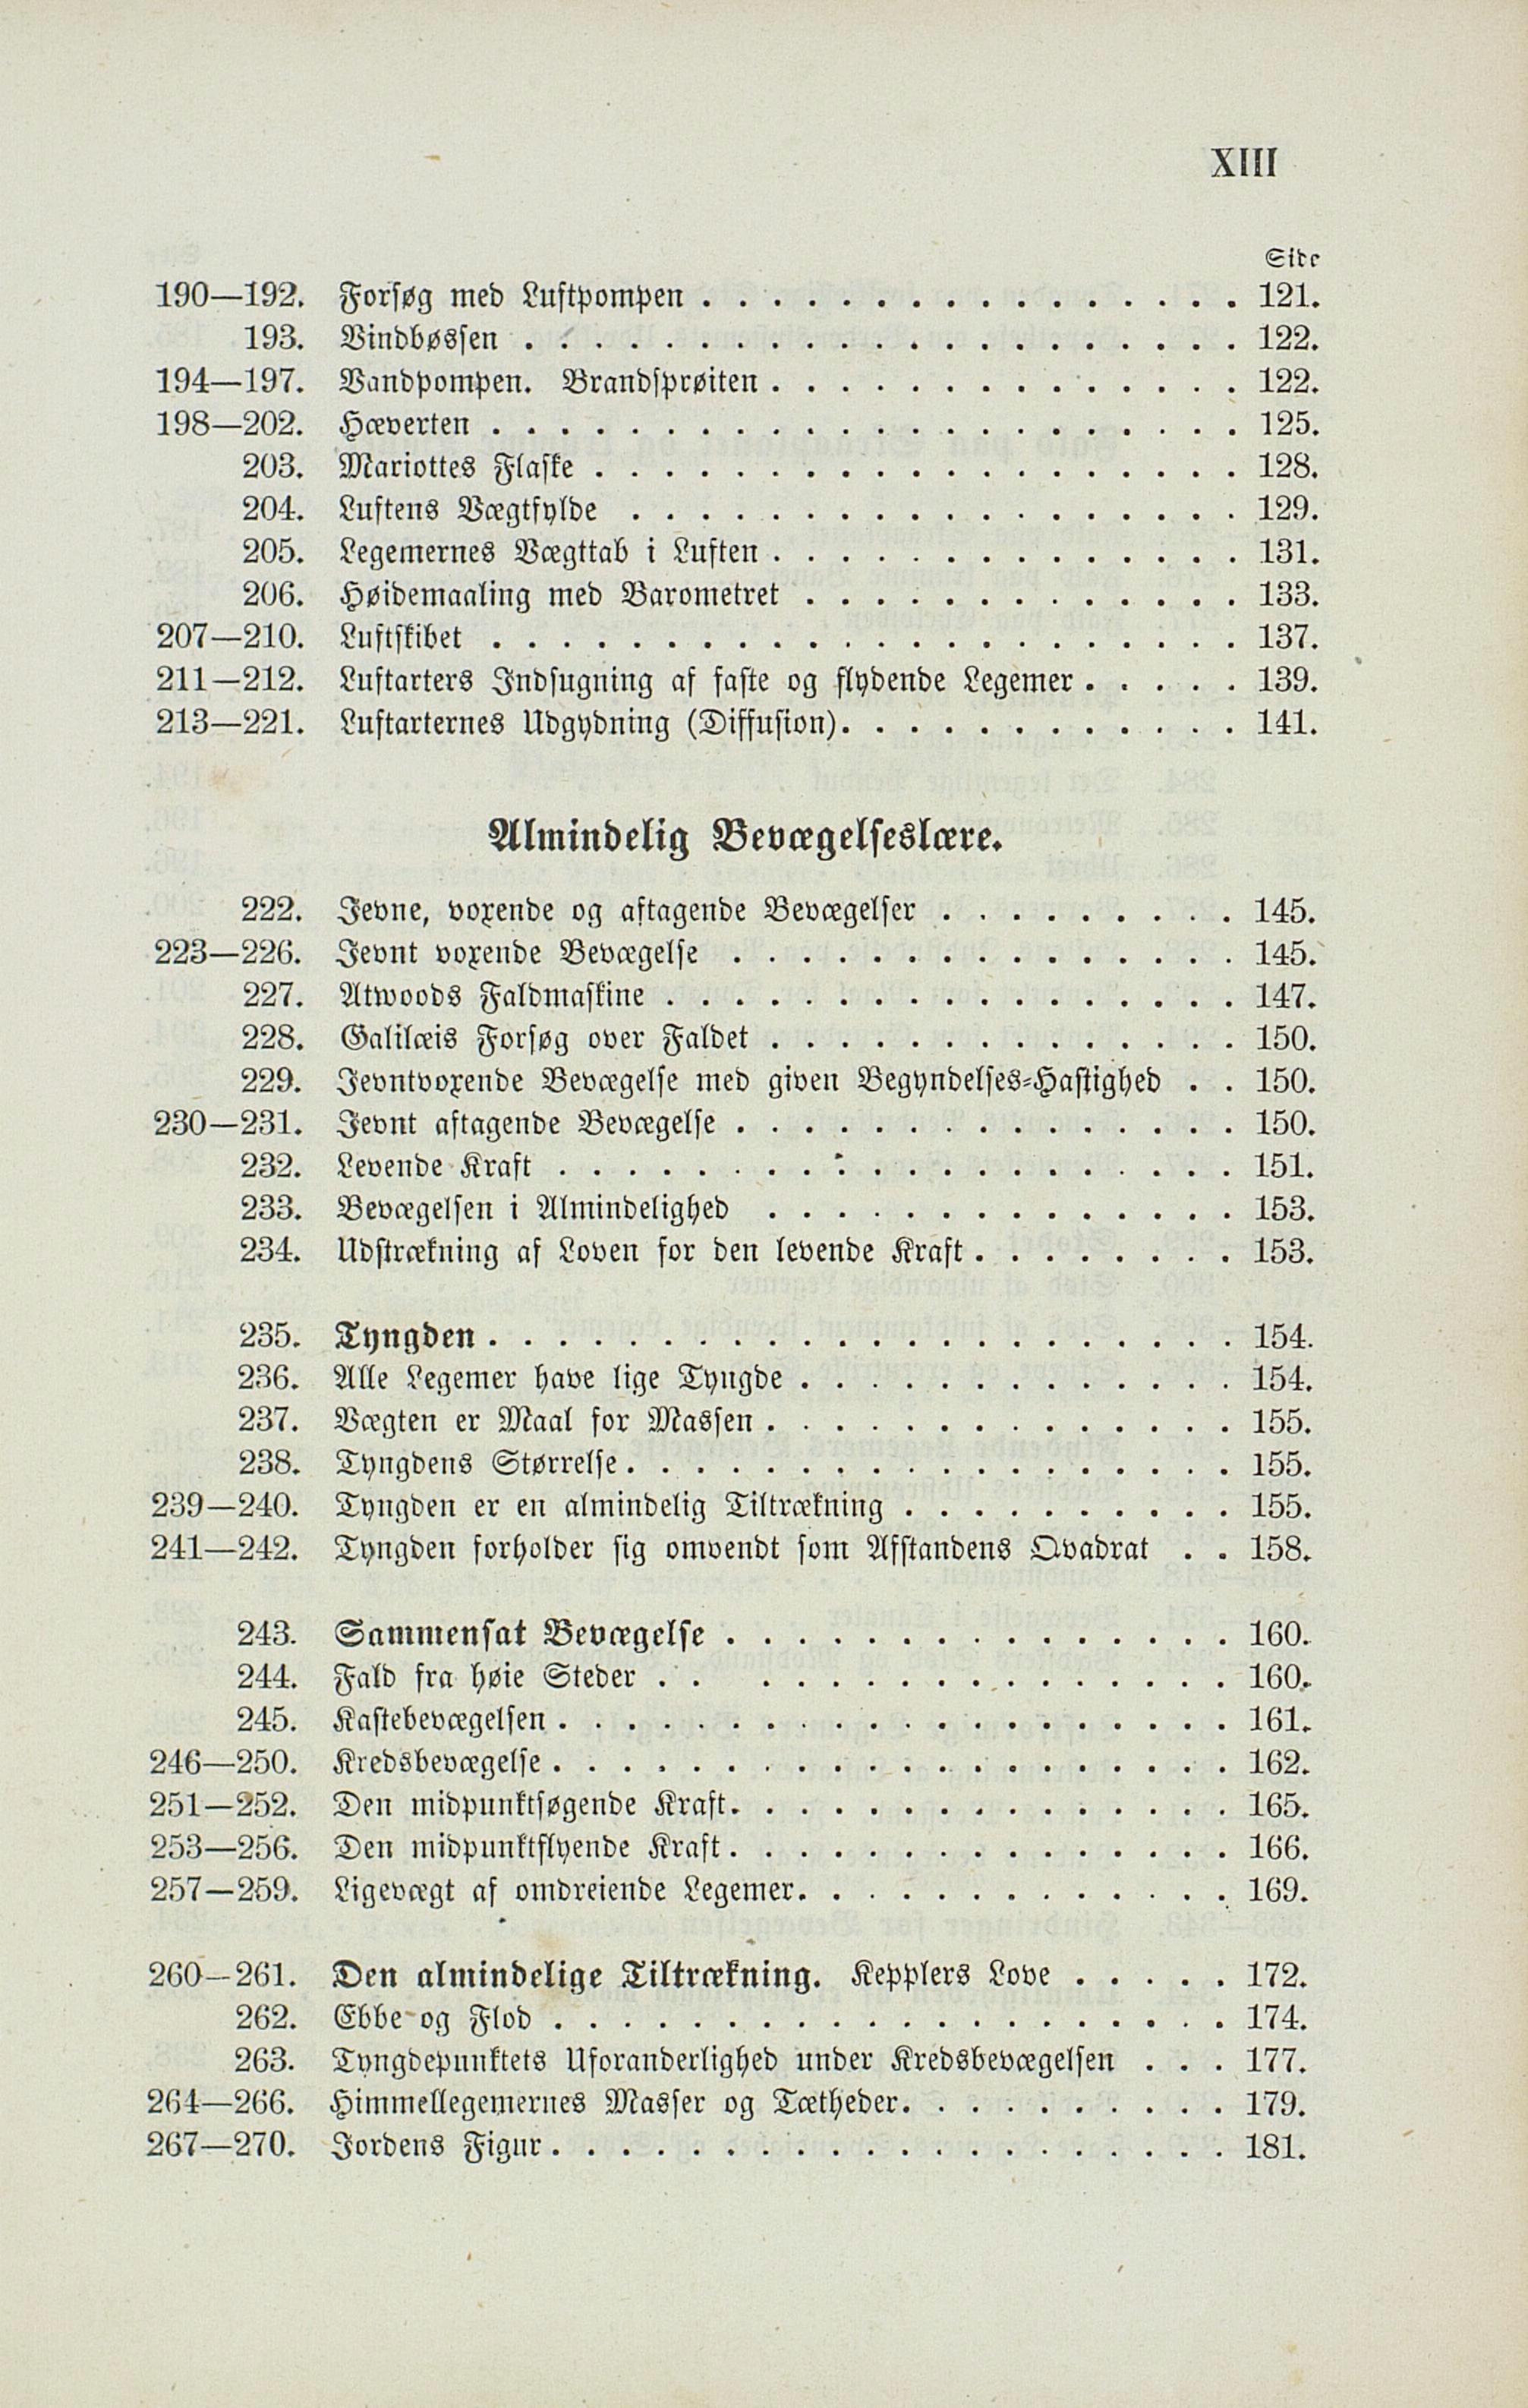 XIII
Side
190—192. Forsøg med Luftpompen . . . . . . . . . . . . . . . . 121.
193. Vindbøssen . . . . . . . . . . . . . . . . . . . . . 122.
194—197. Vandpompen. Brandsprøiten . . . . . . . . . . . . . . 122.
198—202. Hæverten . . . . . . . . . . . . . . . . . . . . . . 125.
203. Mariottes Flaske . . . . . . . . . . . . . . . . . . . 128.
204. Luftens Vægtfylde . . . . . . . . . . . . . . . . . . 129.
205. Legemernes Vægttab i Luften . . . . . . . . . . . . . . 131.
206. Høidemaaling med Barometret . . . . . . . . . . . . . 133.
207—210. Luftskibet . . . . . . . . . . . . . . . . . . . . . . 137.
211—212. Luftarters Indsugning af faste og flydende Legemer . . . . . 139.
213—221. Luftarternes Udgydning (Diffusion) . . . . . . . . . . . . 141.
Almindelig Bevægelseslære.
222. Jevne, voxende og aftagende Bevægelser . . . . . . . . . 145.
223—226. Jevnt voxende Bevægelse . . . . . . . . . . . . . . . 145.
227. Atwoods Faldmaskine . . . . . . . . . . . . . . . . . 147.
228. Galilæis Forsøg over Faldet . . . . . . . . . . . . . . 150.
229. Jevntvoxende Bevægelse med given Begyndelses-Hastighed . . 150.
230—231. Jevnt aftagende Bevægelse . . . . . . . . . . . . . . . 150.
232. Levende Kraft . . . . . . . . . . . . . . . . . . . . 151.
233. Bevægelsen i Almindelighed . . . . . . . . . . . . . . 153.
234. Udstrækning af Loven for den levende Kraft . . . . . . . . 153.
235. Tyngden . . . . . . . . . . . . . . . . . . . . . . 154.
236. Alle Legemer have lige Tyngde . . . . . . . . . . . . . 154.
237. Vægten er Maal for Massen . . . . . . . . . . . . . . 155.
238. Tyngdens Størrelse . . . . . . . . . . . . . . . . . . 155.
239—240. Tyngden er en almindelig Tiltrækning . . . . . . . . . . 155.
241—242. Tyngden forholder sig omvendt som Afstandens Qvadrat . . 158.
243. Sammensat Bevægelse . . . . . . . . . . . . . . . 160.
244. Fald fra høie Steder . . . . . . . . . . . . . . . . 160.
245. Kastebevægelsen . . . . . . . . . . . . . . . . . . . . 161.
246—250. Kredsbevægelse . . . . . . . . . . . . . . . . . . . . 162.
251—252. Den midpunktsøgende Kraft . . . . . . . . . . . . . . . 165.
253—256. Den midpunktflyende Kraft . . . . . . . . . . . . . . . 166.
257—259. Ligevægt af omdreiende Legemer . . . . . . . . . . . . . 169.
260—261. Den almindelige Tiltrækning. Kepplers Love . . . . . 172.
262. Ebbe og Flod . . . . . . . . . . . . . . . . . . . . 174.
263. Tyngdepunktets Uforanderlighed under Kredsbevægelsen . . . 177.
264—266. Himmellegemernes Masser og Tætheder . . . . . . . . . . 179.
267—270. Jordens Figur . . . . . . . . . . . . . . . . . . . . 181.